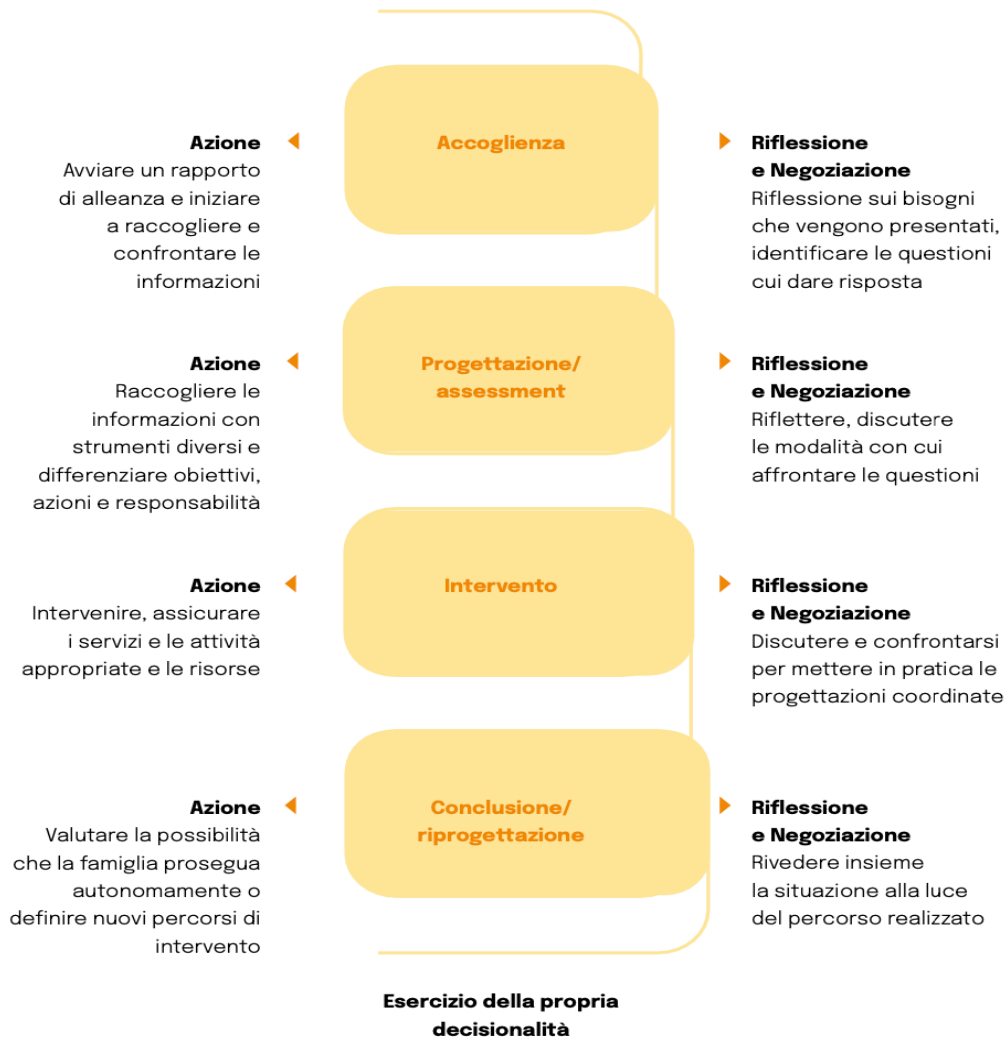 Accoglienza
Azione
Avviare un rapporto
di alleanza e iniziare
a raccogliere e
confrontare le
informazioni
Riflessione
e Negoziazione
Riflessione sui bisogni
che vengono presentati,
identificare le questioni
cui dare risposta
Progettazione/
assessment
Azione
Raccogliere le
informazioni con
strumenti diversi e
differenziare obiettivi,
azioni e responsabilità
Riflessione
e Negoziazione
Riflettere, discutere
le modalità con cui
affrontare le questioni
Intervento
Azione
Intervenire, assicurare
i servizi e le attività
appropriate e le risorse
Riflessione
e Negoziazione
Discutere e confrontarsi
per mettere in pratica le
progettazioni coordinate
Conclusione/
riprogettazione
Azione
Valutare la possibilità
che la famiglia prosegua
autonomamente o
definire nuovi percorsi di
intervento
Riflessione
e Negoziazione
Rivedere insieme
la situazione alla luce
del percorso realizzato
Esercizio della propria
decisionalità